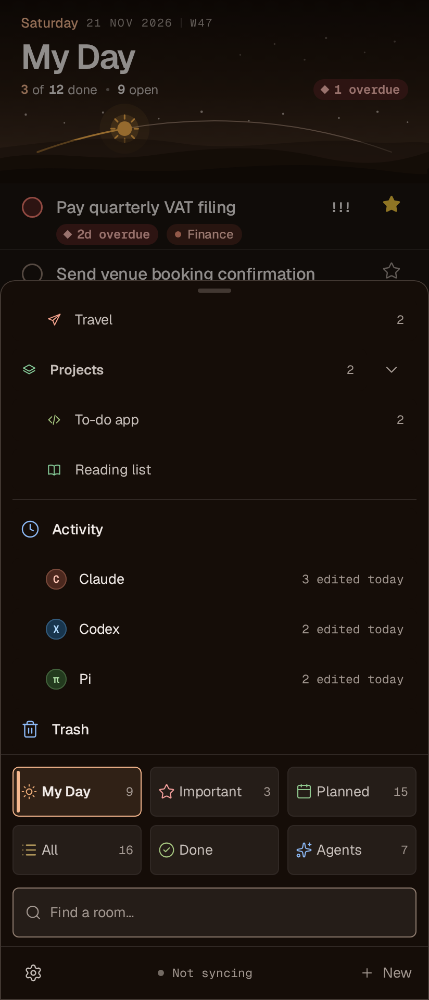 Saturday 21 NOV 2026 | W47
My Day
3 of 12 done • 9 open
1 overdue
Pay quarterly VAT filing !!!
2d overdue Finance
Send venue booking confirmation
Travel 2
Projects 2
To-do app 2
Reading list
Activity
C Claude 3 edited today
X Codex 2 edited today
π Pi 2 edited today
Trash
My Day 9 Important 3 Planned 15
All 16 Done Agents 7
Find a room…
Not syncing + New